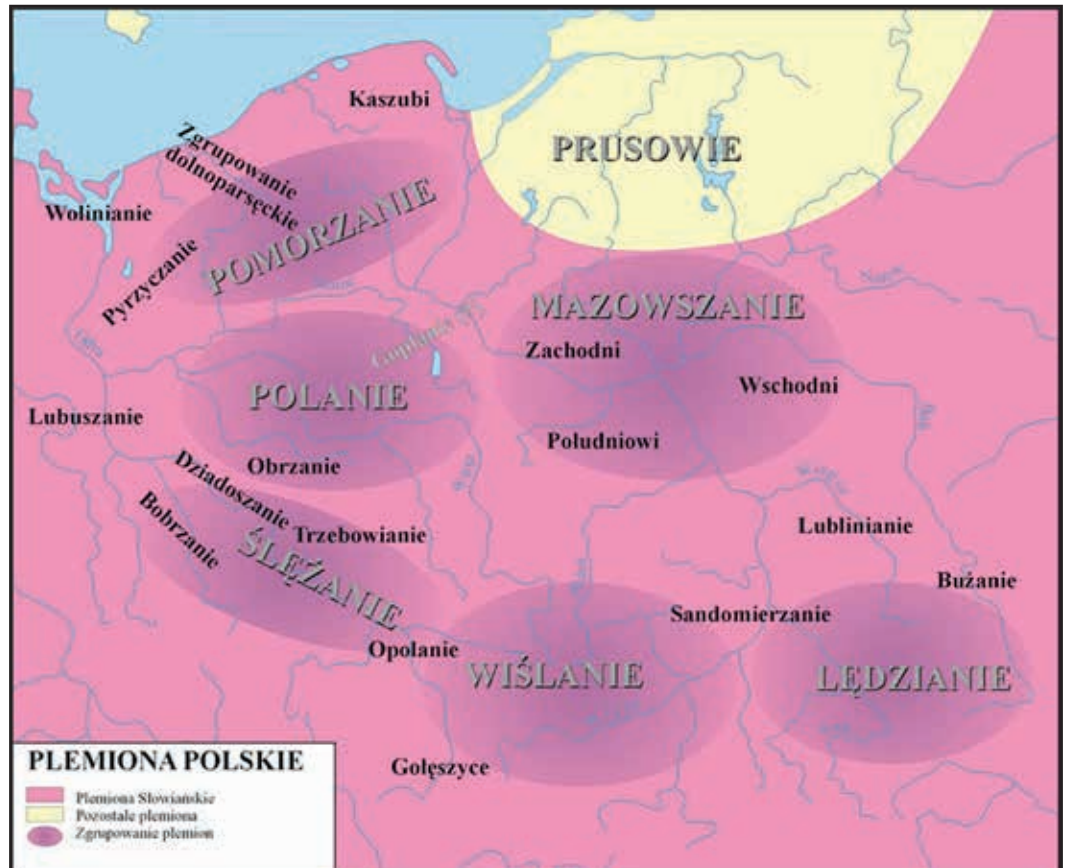 Kaszubi
PRUSOWIE
Zgrupowanie
dolnoparsęckie
Wolinianie
POMORZANIE
Pyrzyczanie
MAZOWSZANIE
Zachodni
Wschodni
POLANIE
Lubuszanie
Południowi
Obrzanie
Dziadoszanie
Bobrzanie
Trzebowianie
ŚLĘŻANIE
Lublinianie
Bużanie
Sandomierzanie
Opolanie
WIŚLANIE
LĘDZIANIE
Golęszyce
PLEMIONA POLSKIE
Plemiona Słowiańskie
Pozostałe plemiona
Zgrupowanie plemion